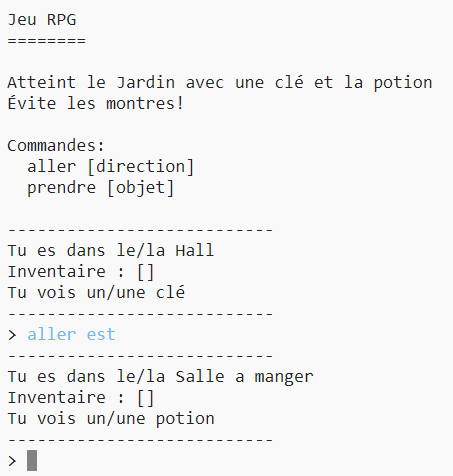 Jeu RPG
========
Atteint le Jardin avec une clé et la potion
Évite les montres!
Commandes:
  aller [direction]
  prendre [objet]
---------------------------
Tu es dans le/la Hall
Inventaire : []
Tu vois un/une clé
---------------------------
> aller est
---------------------------
Tu es dans le/la Salle a manger
Inventaire : []
Tu vois un/une potion
---------------------------
>